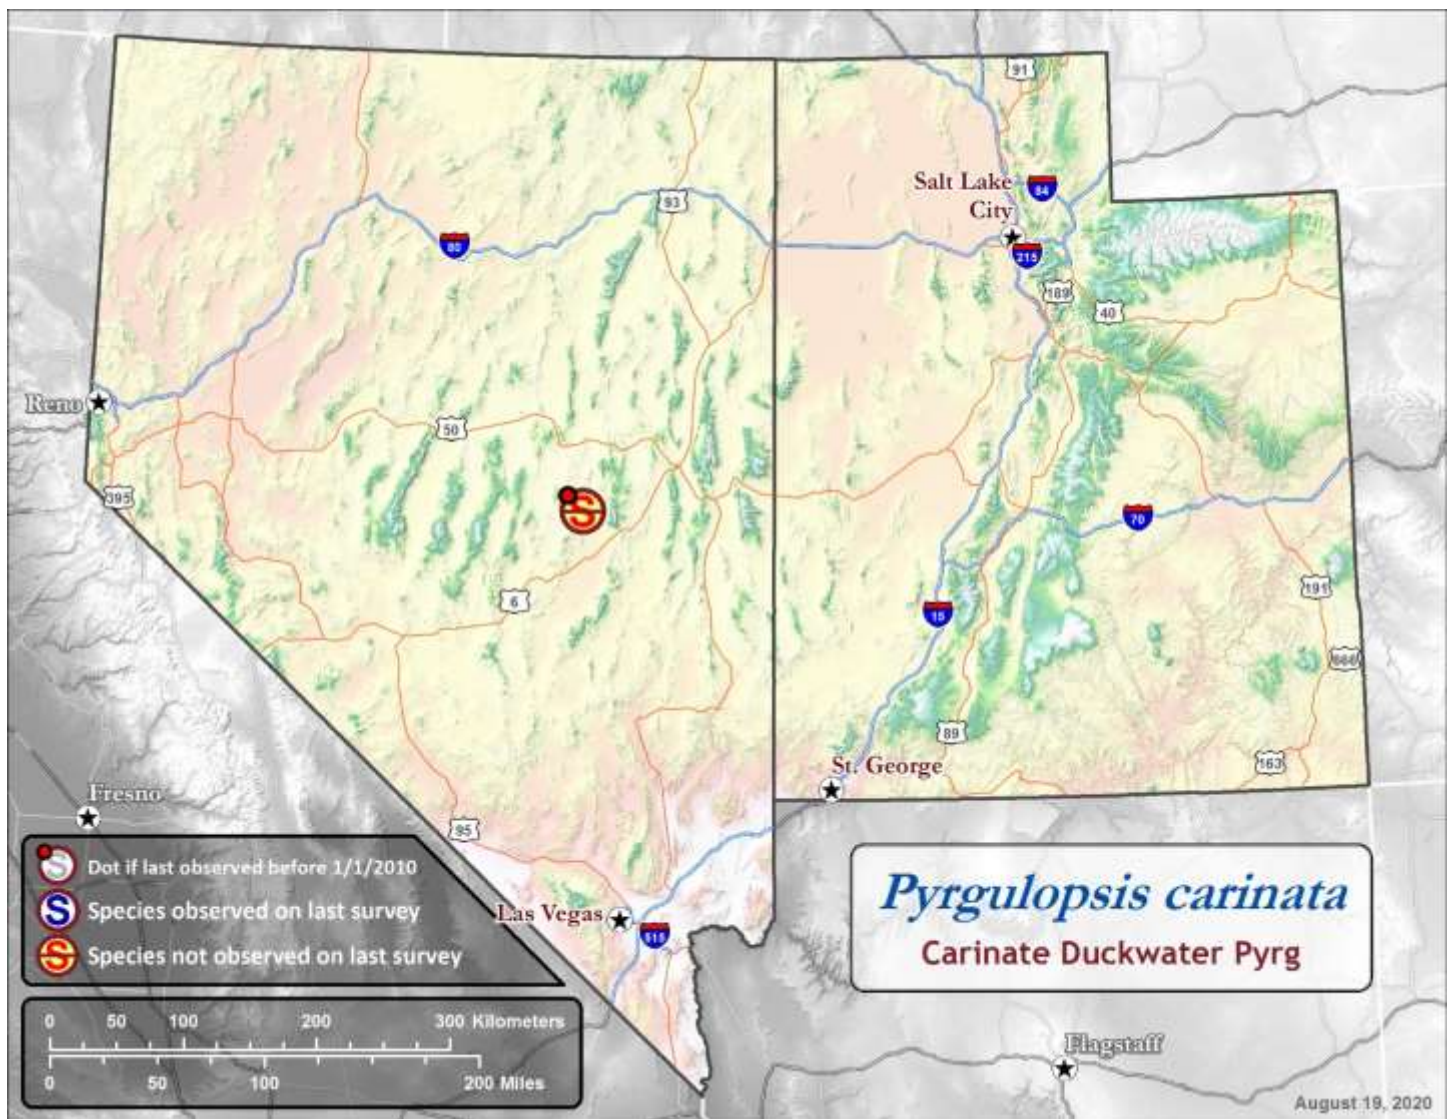 91
Salt Lake
City
84
93
80
215
189
40
Reno
50
395
70
6
191
15
666
89
St. George
163
Fresno
95
Dot if last observed before 1/1/2010
Species observed on last survey
Species not observed on last survey
S
S
S
S
Las Vegas
515
Pyrgulopsis carinata
Carinate Duckwater Pyrg
0 50 100 200 300 Kilometers
0 50 100 200 Miles
Flagstaff
August 19, 2020